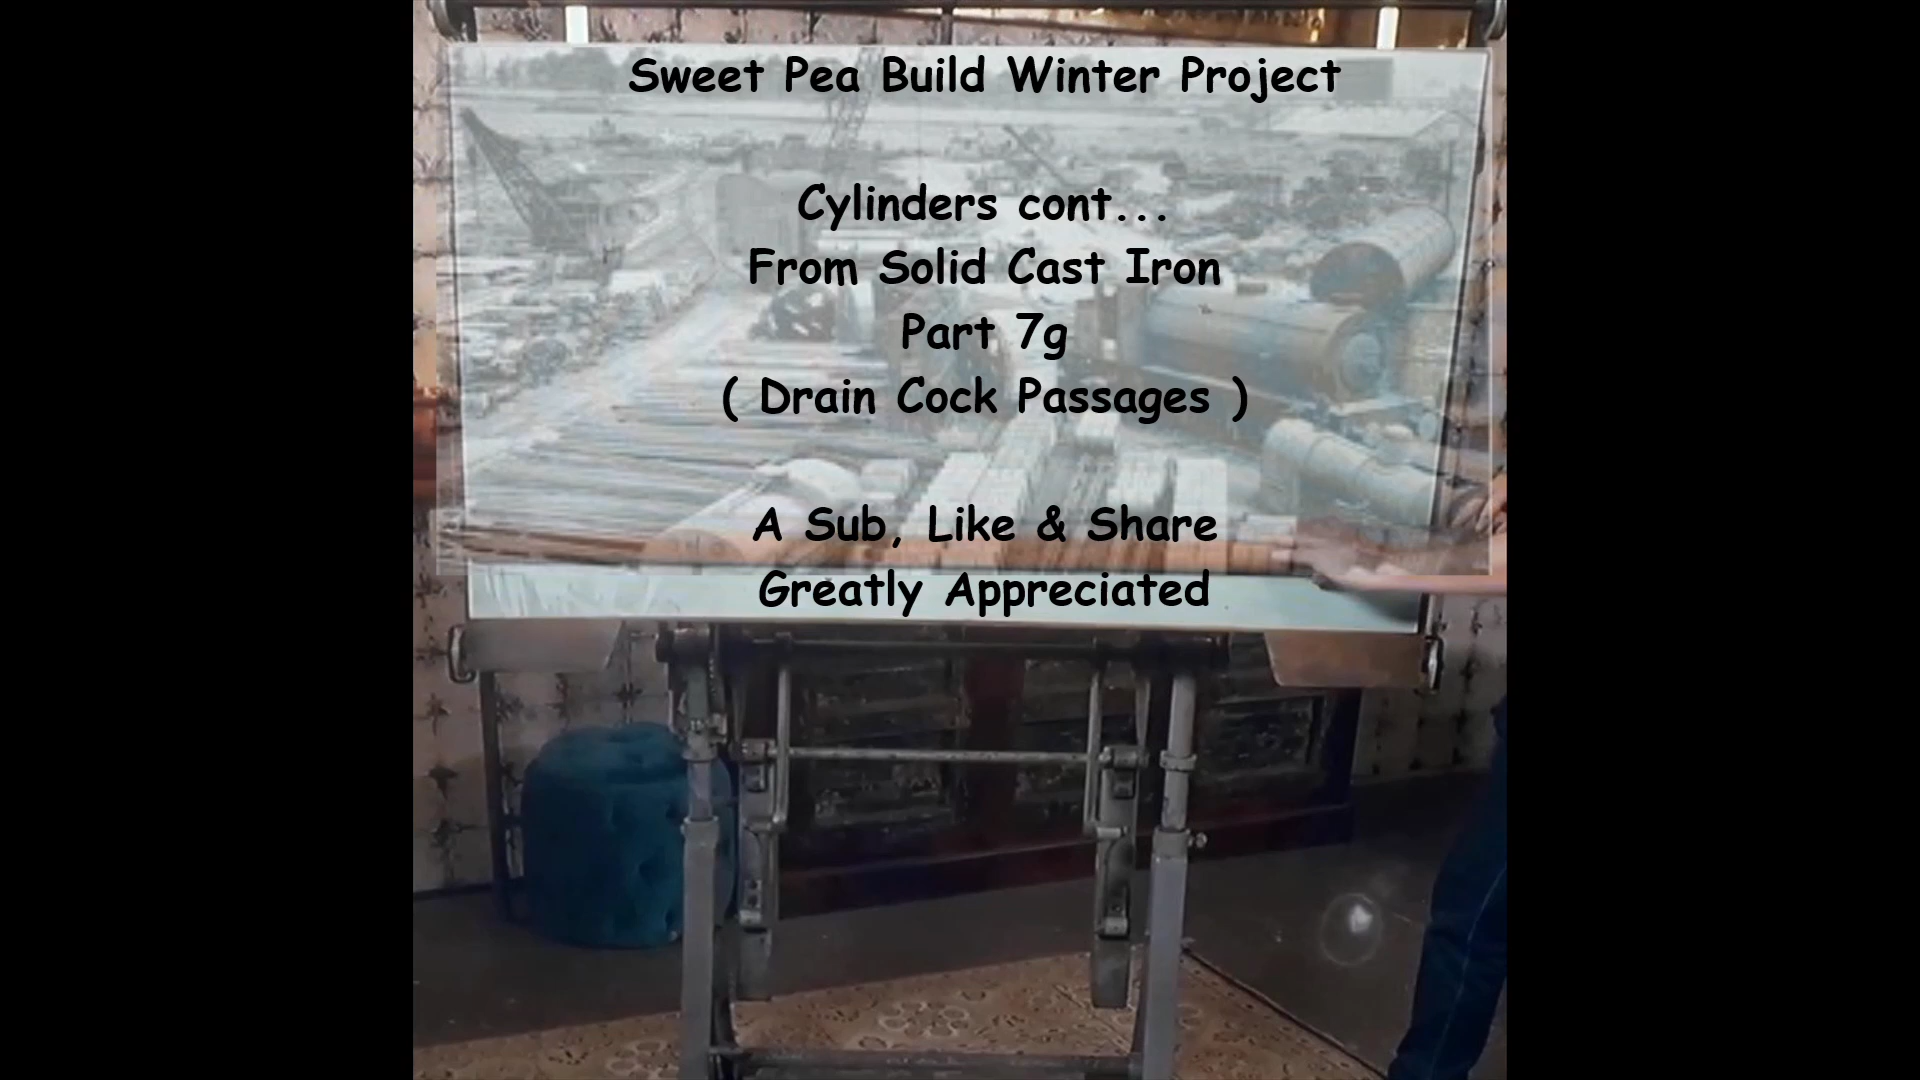 Sweet Pea Build Winter Project
Cylinders cont...
From Solid Cast Iron
Part 7g
( Drain Cock Passages )
A Sub, Like & Share
Greatly Appreciated